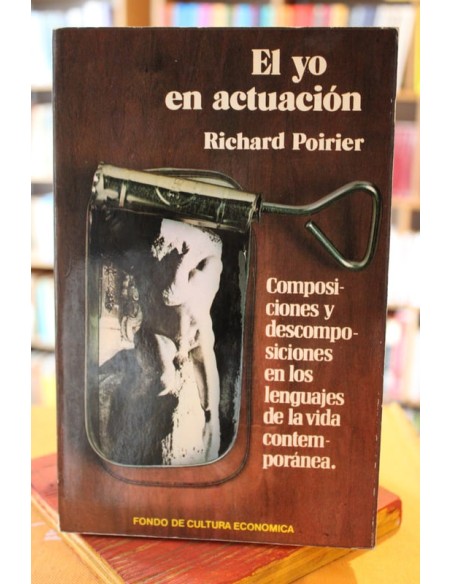 El yo
en actuación
Richard Poirier
Composi-
ciones y
descompo-
siciones
en los
lenguajes
de la vida
contem-
poránea.
FONDO DE CULTURA ECONOMICA